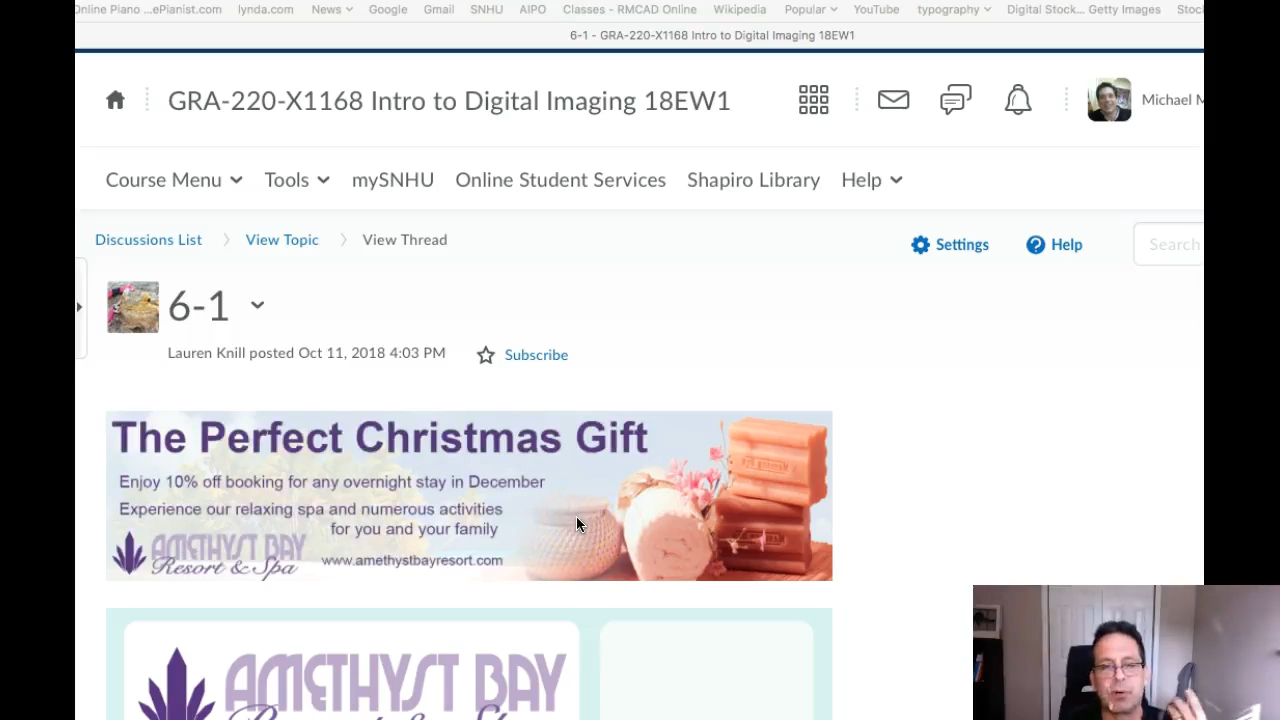 Online Piano ...ePianist.com lynda.com News Google Gmail SNHU AIPO Classes - RMCAD Online Wikipedia Popular YouTube typography Digital Stock... Getty Images Stoc
6-1 - GRA-220-X1168 Intro to Digital Imaging 18EW1
GRA-220-X1168 Intro to Digital Imaging 18EW1 Michael M
Course Menu Tools mySNHU Online Student Services Shapiro Library Help
Discussions List View Topic View Thread Settings Help Search
6-1
Lauren Knill posted Oct 11, 2018 4:03 PM Subscribe
The Perfect Christmas Gift
Enjoy 10% off booking for any overnight stay in December
Experience our relaxing spa and numerous activities
for you and your family
AMETHYST BAY
Resort & Spa www.amethystbayresort.com
AMETHYST BAY
Resort & Spa